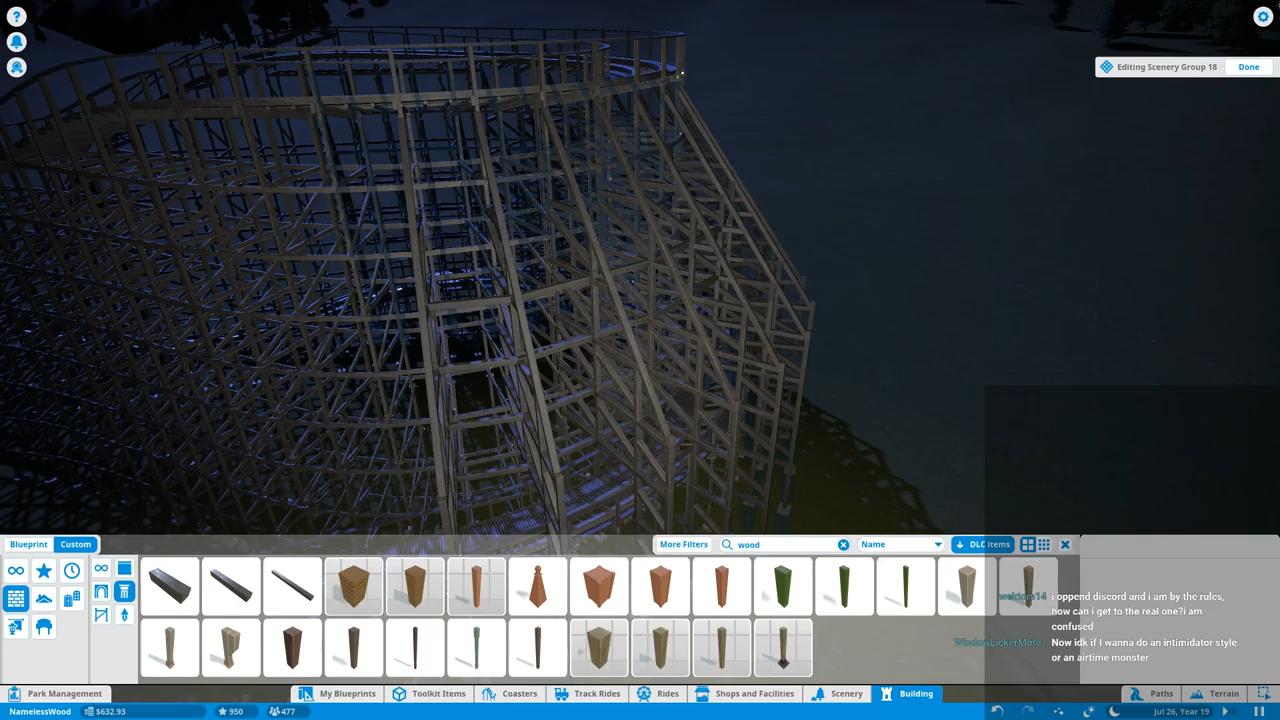 Editing Scenery Group 18
Done
Blueprint
Custom
More Filters
wood
Name
DLC items
wektora14 i oppend discord and i am by the rules,
how can i get to the real one?i am
confused
WindowLickerMoto - Now idk if I wanna do an intimidator style
or an airtime monster
Park Management
My Blueprints
Toolkit Items
Coasters
Track Rides
Rides
Shops and Facilities
Scenery
Building
Paths
Terrain
NamelessWood
$632.93
950
477
Jul 26, Year 19